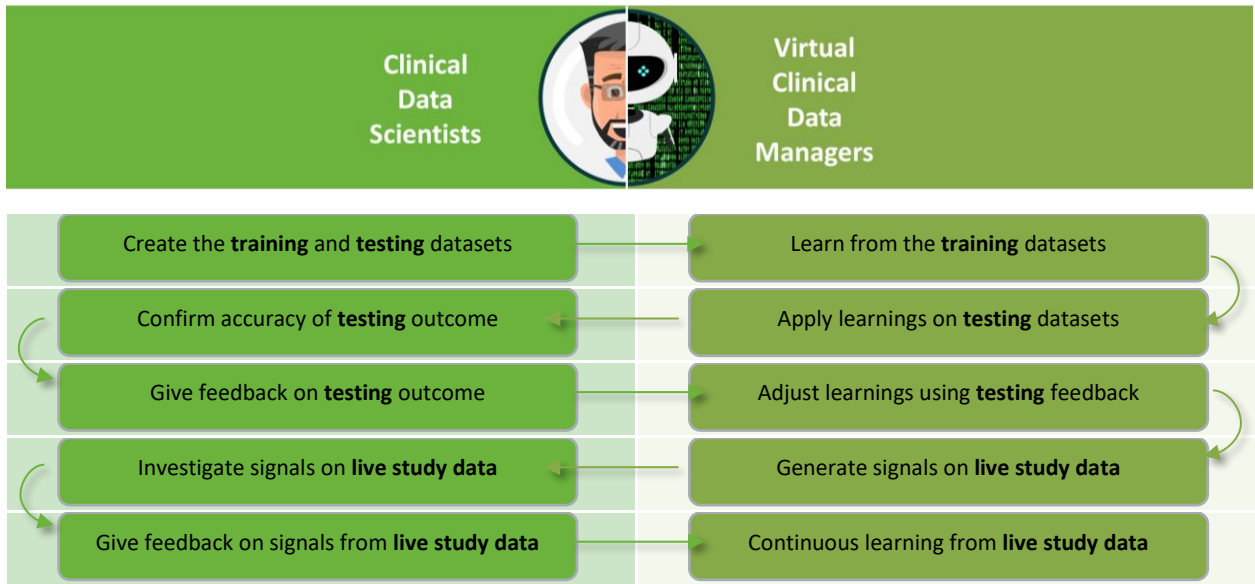 Clinical
Data
Scientists
Virtual
Clinical
Data
Managers
Create the training and testing datasets
Learn from the training datasets
Confirm accuracy of testing outcome
Apply learnings on testing datasets
Give feedback on testing outcome
Adjust learnings using testing feedback
Investigate signals on live study data
Generate signals on live study data
Give feedback on signals from live study data
Continuous learning from live study data